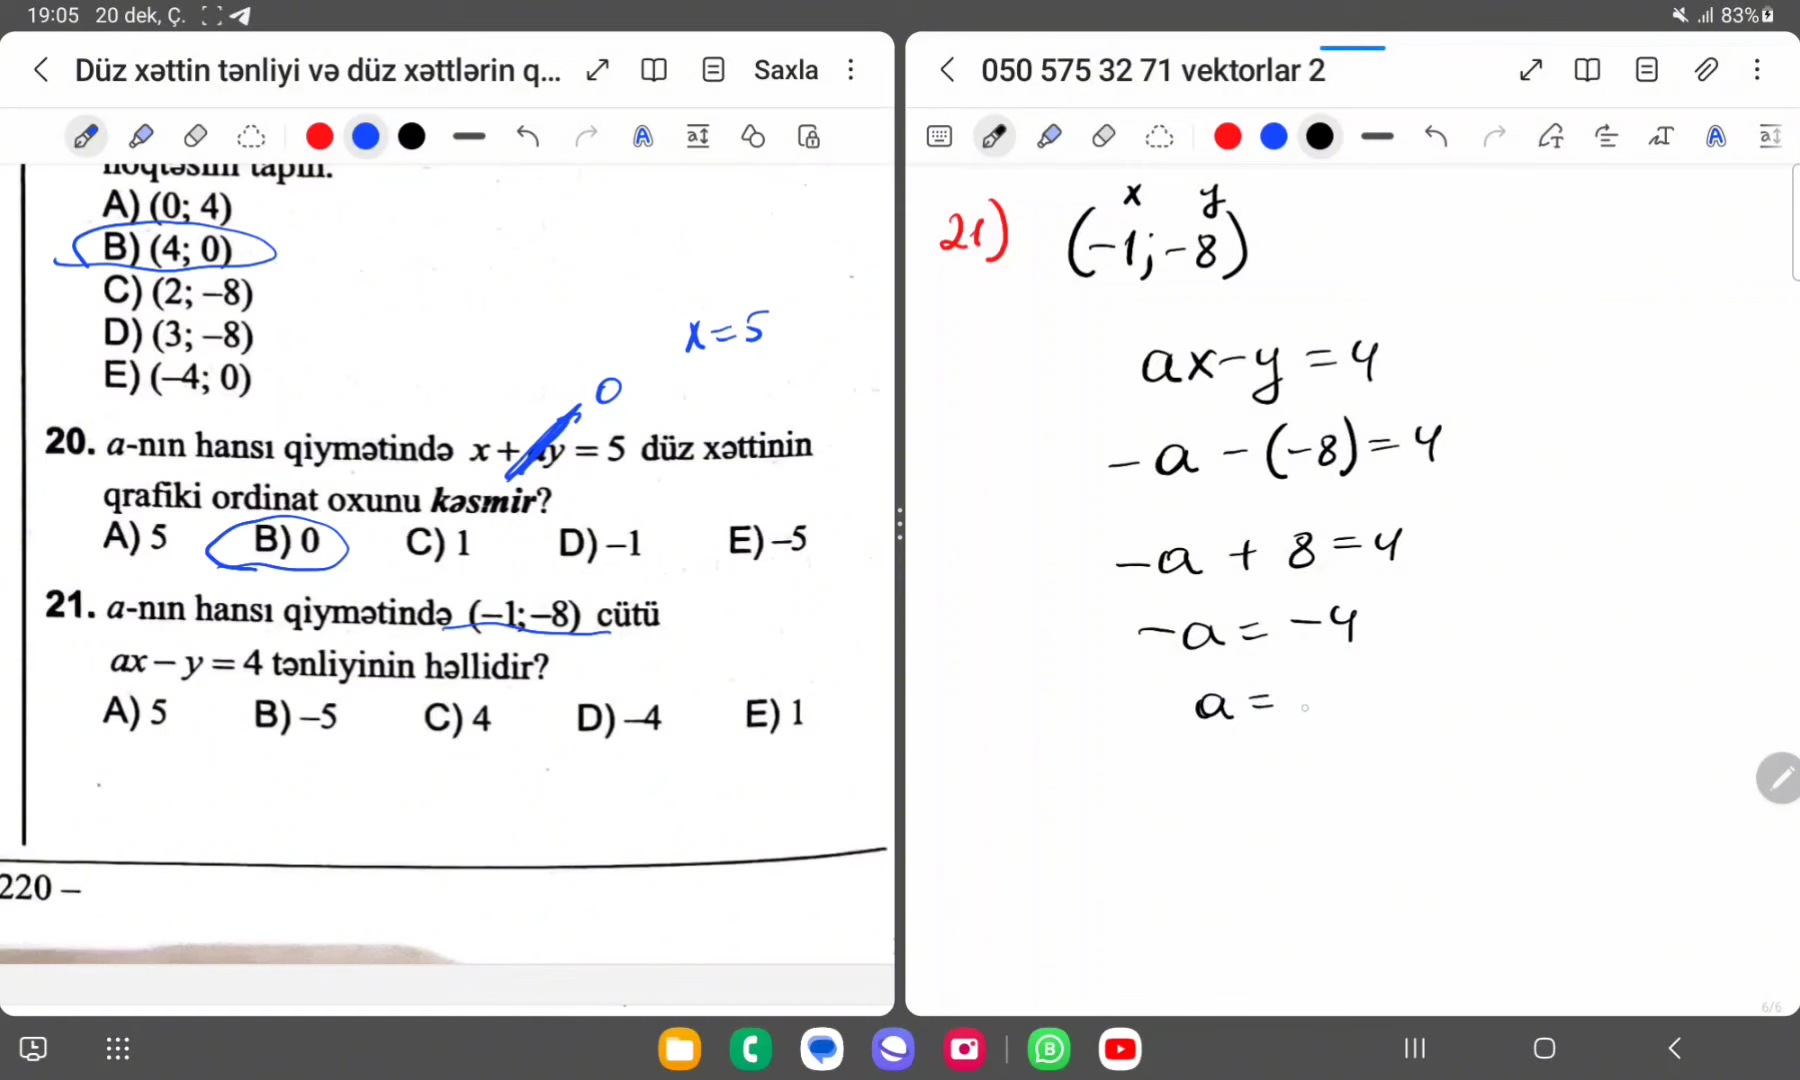 19:05 20 dek, Ç.
83%
Düz xəttin tənliyi və düz xəttlərin q...
Saxla
noqtəsini tapın.
A) (0; 4)
B) (4; 0)
C) (2; –8)
D) (3; –8)
E) (–4; 0)
x = 5
0
20. a-nın hansı qiymətində x + ay = 5 düz xəttinin
qrafiki ordinat oxunu kəsmir?
A) 5 B) 0 C) 1 D) –1 E) –5
21. a-nın hansı qiymətində (–1; –8) cütü
ax – y = 4 tənliyinin həllidir?
A) 5 B) –5 C) 4 D) –4 E) 1
220 –
050 575 32 71 vektorlar 2
x y
21) (-1; -8)
ax - y = 4
- a - (-8) = 4
- a + 8 = 4
- a = - 4
a =
6/6